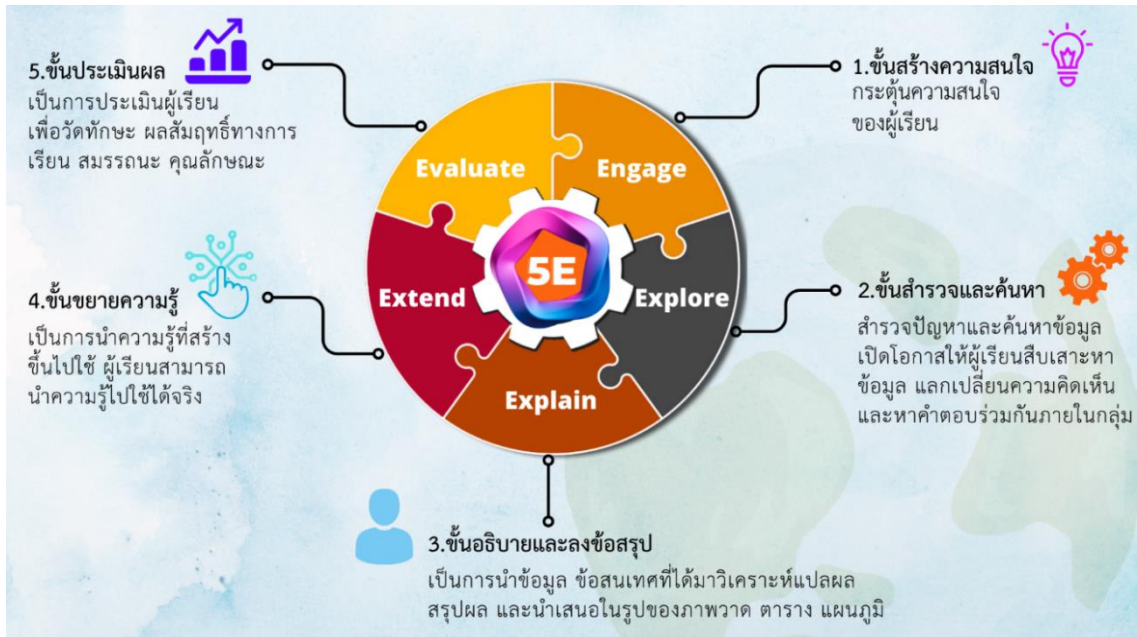 1.ขั้นสร้างความสนใจ
กระตุ้นความสนใจ
ของผู้เรียน
2.ขั้นสำรวจและค้นหา
สำรวจปัญหาและค้นหาข้อมูล
เปิดโอกาสให้ผู้เรียนสืบเสาะหา
ข้อมูล แลกเปลี่ยนความคิดเห็น
และหาคำตอบร่วมกันภายในกลุ่ม
3.ขั้นอธิบายและลงข้อสรุป
เป็นการนำข้อมูล ข้อสนเทศที่ได้มาวิเคราะห์แปลผล
สรุปผล และนำเสนอในรูปของภาพวาด ตาราง แผนภูมิ
4.ขั้นขยายความรู้
เป็นการนำความรู้ที่สร้าง
ขึ้นไปใช้ ผู้เรียนสามารถ
นำความรู้ไปใช้ได้จริง
5.ขั้นประเมินผล
เป็นการประเมินผู้เรียน
เพื่อวัดทักษะ ผลสัมฤทธิ์ทางการ
เรียน สมรรถนะ คุณลักษณะ
Engage
Explore
Explain
Extend
Evaluate
5E